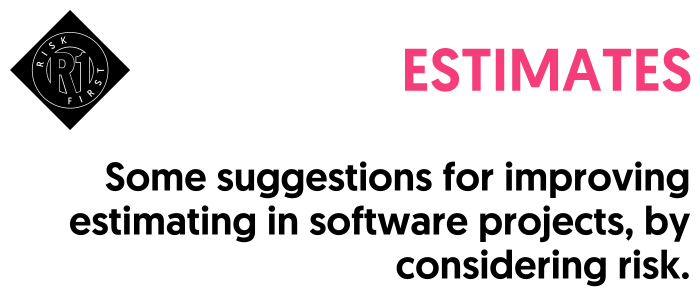 RISK
R1
FIRST
ESTIMATES
Some suggestions for improving
estimating in software projects, by
considering risk.